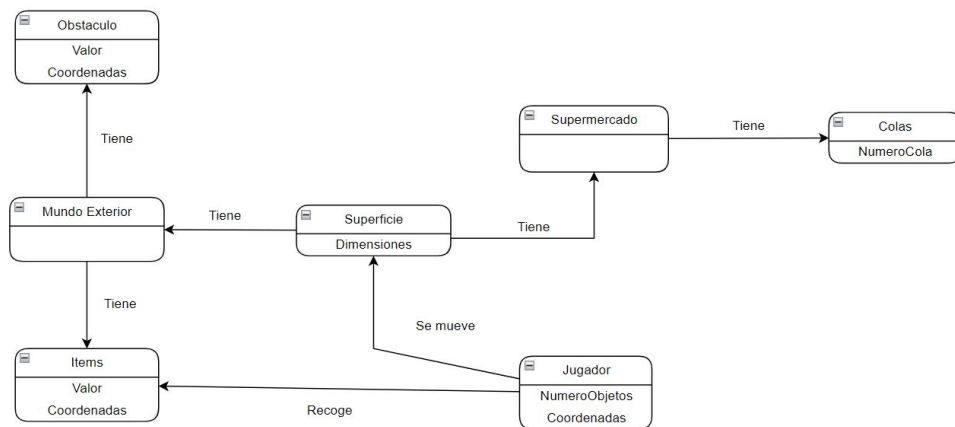 Obstaculo
Valor
Coordenadas
Tiene
Supermercado
Tiene
Colas
NumeroCola
Mundo Exterior
Tiene
Superficie
Dimensiones
Tiene
Tiene
Se mueve
Items
Valor
Coordenadas
Recoge
Jugador
NumeroObjetos
Coordenadas